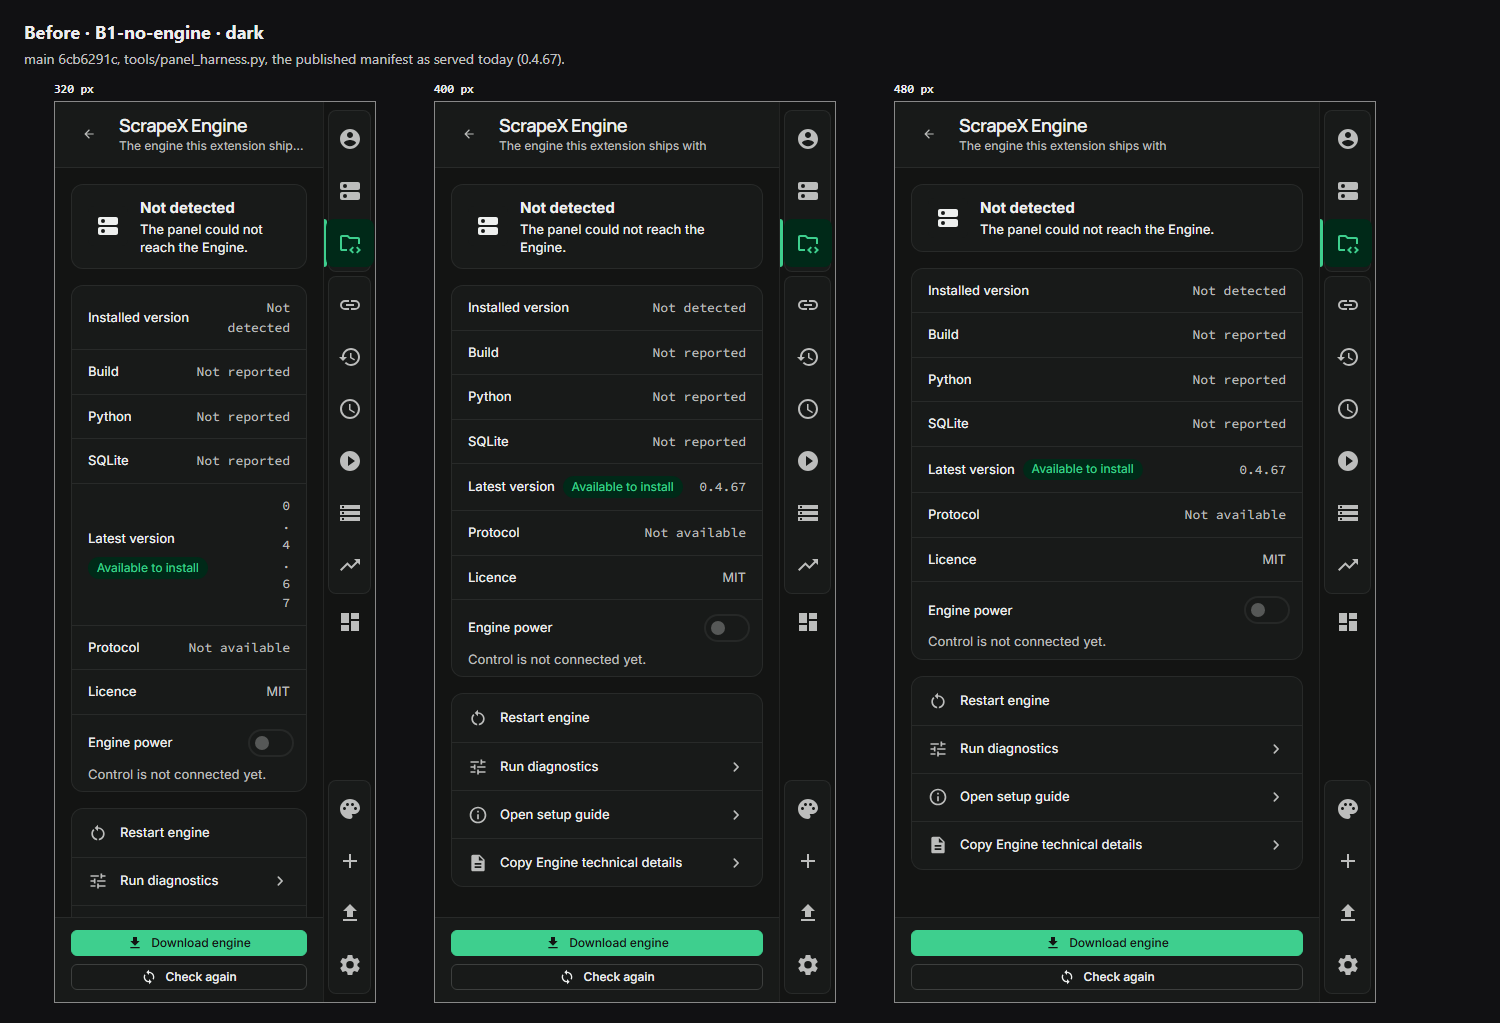 Before · B1-no-engine · dark
main 6cb6291c, tools/panel_harness.py, the published manifest as served today (0.4.67).
320 px
ScrapeX Engine
The engine this extension ship...
Not detected
The panel could not
reach the Engine.
Installed version
Not
detected
Build
Not reported
Python
Not reported
SQLite
Not reported
Latest version
Available to install
0
.
4
.
6
7
Protocol
Not available
Licence
MIT
Engine power
Control is not connected yet.
Restart engine
Run diagnostics
Download engine
Check again
400 px
ScrapeX Engine
The engine this extension ships with
Not detected
The panel could not reach the
Engine.
Installed version
Not detected
Build
Not reported
Python
Not reported
SQLite
Not reported
Latest version
Available to install
0.4.67
Protocol
Not available
Licence
MIT
Engine power
Control is not connected yet.
Restart engine
Run diagnostics
Open setup guide
Copy Engine technical details
Download engine
Check again
480 px
ScrapeX Engine
The engine this extension ships with
Not detected
The panel could not reach the Engine.
Installed version
Not detected
Build
Not reported
Python
Not reported
SQLite
Not reported
Latest version
Available to install
0.4.67
Protocol
Not available
Licence
MIT
Engine power
Control is not connected yet.
Restart engine
Run diagnostics
Open setup guide
Copy Engine technical details
Download engine
Check again